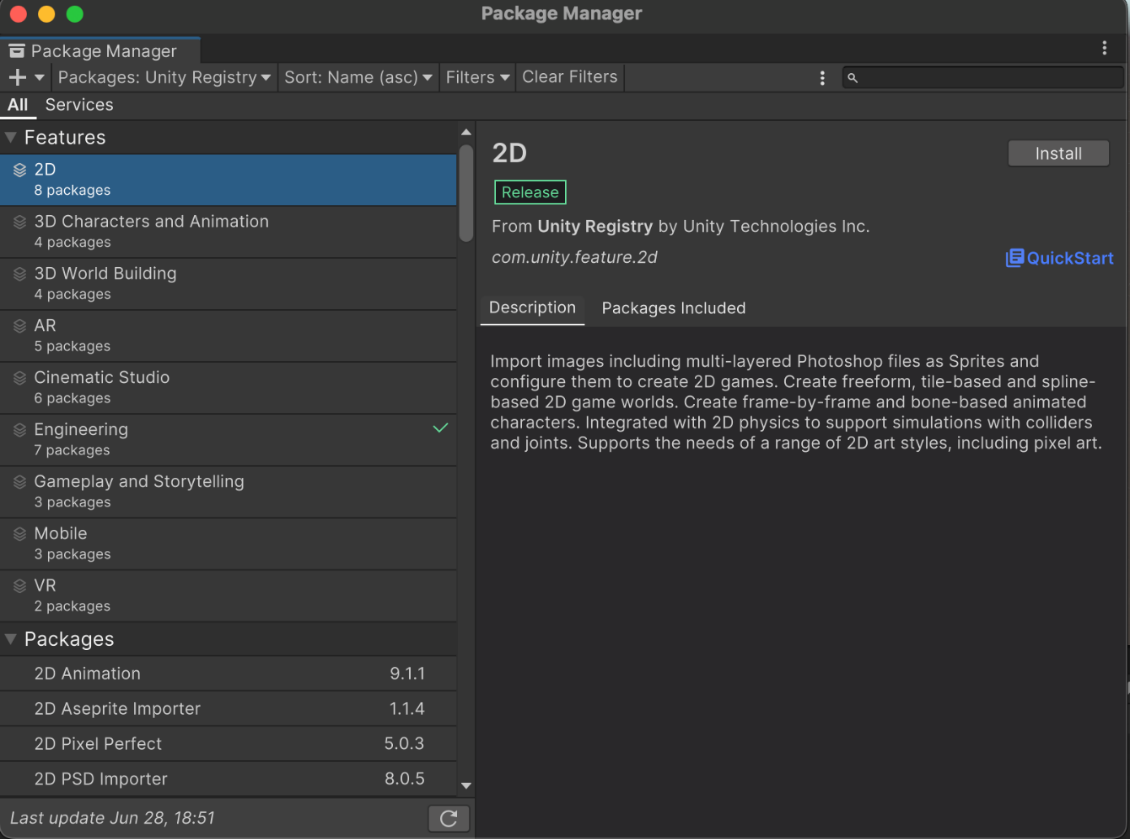 Package Manager
Package Manager
Packages: Unity Registry
Sort: Name (asc)
Filters
Clear Filters
All
Services
Features
2D
8 packages
3D Characters and Animation
4 packages
3D World Building
4 packages
AR
5 packages
Cinematic Studio
6 packages
Engineering
7 packages
Gameplay and Storytelling
3 packages
Mobile
3 packages
VR
2 packages
Packages
2D Animation 9.1.1
2D Aseprite Importer 1.1.4
2D Pixel Perfect 5.0.3
2D PSD Importer 8.0.5
Last update Jun 28, 18:51
2D
Install
Release
From Unity Registry by Unity Technologies Inc.
com.unity.feature.2d
QuickStart
Description
Packages Included
Import images including multi-layered Photoshop files as Sprites and
configure them to create 2D games. Create freeform, tile-based and spline-
based 2D game worlds. Create frame-by-frame and bone-based animated
characters. Integrated with 2D physics to support simulations with colliders
and joints. Supports the needs of a range of 2D art styles, including pixel art.